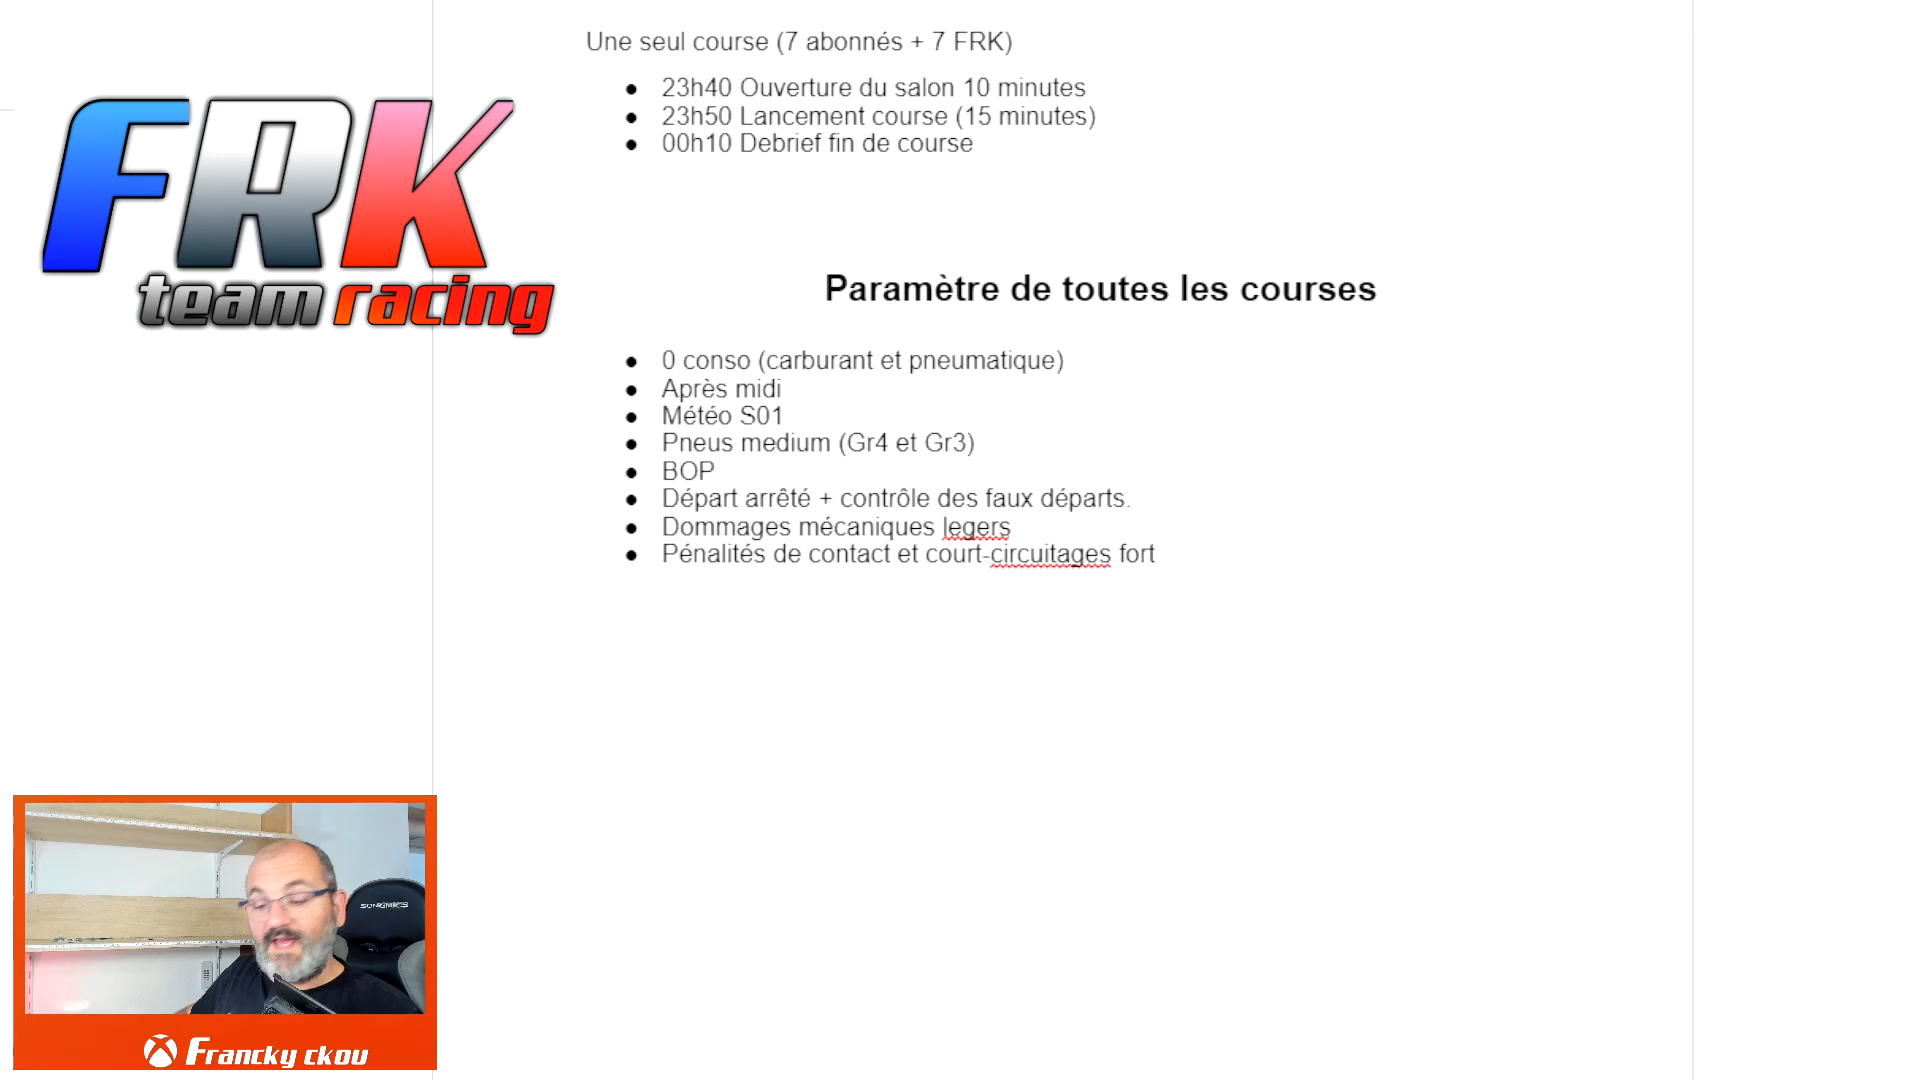 Une seul course (7 abonnés + 7 FRK)
23h40 Ouverture du salon 10 minutes
23h50 Lancement course (15 minutes)
00h10 Debrief fin de course
FRK
team racing
Paramètre de toutes les courses
0 conso (carburant et pneumatique)
Après midi
Météo S01
Pneus medium (Gr4 et Gr3)
BOP
Départ arrêté + contrôle des faux départs.
Dommages mécaniques legers
Pénalités de contact et court-circuitages fort
SONGMICS
Francky ckou